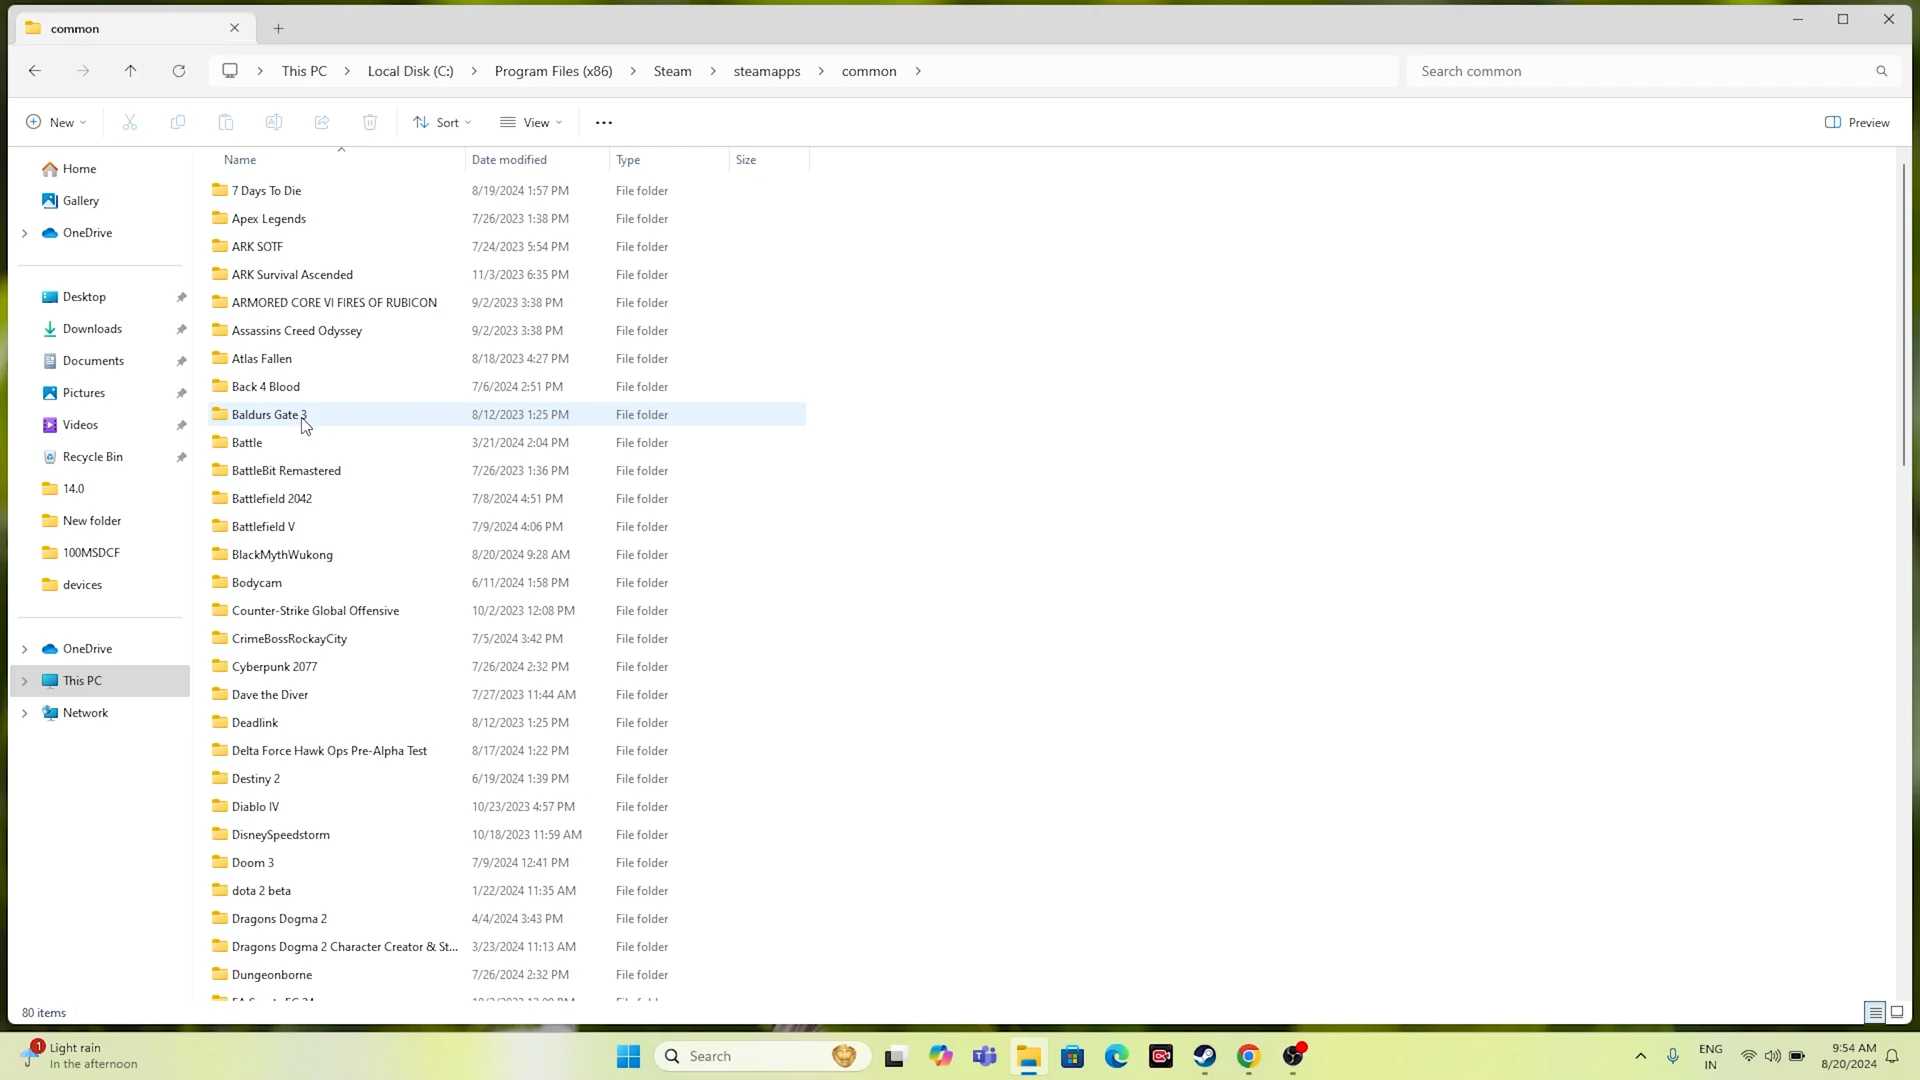 common
This PC
Local Disk (C:)
Program Files (x86)
Steam
steamapps
common
Search common
New
Sort
View
Preview
Name
Date modified
Type
Size
Home
Gallery
OneDrive
Desktop
Downloads
Documents
Pictures
Videos
Recycle Bin
14.0
New folder
100MSDCF
devices
OneDrive
This PC
Network
7 Days To Die 8/19/2024 1:57 PM File folder
Apex Legends 7/26/2023 1:38 PM File folder
ARK SOTF 7/24/2023 5:54 PM File folder
ARK Survival Ascended 11/3/2023 6:35 PM File folder
ARMORED CORE VI FIRES OF RUBICON 9/2/2023 3:38 PM File folder
Assassins Creed Odyssey 9/2/2023 3:38 PM File folder
Atlas Fallen 8/18/2023 4:27 PM File folder
Back 4 Blood 7/6/2024 2:51 PM File folder
Baldurs Gate 3 8/12/2023 1:25 PM File folder
Battle 3/21/2024 2:04 PM File folder
BattleBit Remastered 7/26/2023 1:36 PM File folder
Battlefield 2042 7/8/2024 4:51 PM File folder
Battlefield V 7/9/2024 4:06 PM File folder
BlackMythWukong 8/20/2024 9:28 AM File folder
Bodycam 6/11/2024 1:58 PM File folder
Counter-Strike Global Offensive 10/2/2023 12:08 PM File folder
CrimeBossRockayCity 7/5/2024 3:42 PM File folder
Cyberpunk 2077 7/26/2024 2:32 PM File folder
Dave the Diver 7/27/2023 11:44 AM File folder
Deadlink 8/12/2023 1:25 PM File folder
Delta Force Hawk Ops Pre-Alpha Test 8/17/2024 1:22 PM File folder
Destiny 2 6/19/2024 1:39 PM File folder
Diablo IV 10/23/2023 4:57 PM File folder
DisneySpeedstorm 10/18/2023 11:59 AM File folder
Doom 3 7/9/2024 12:41 PM File folder
dota 2 beta 1/22/2024 11:35 AM File folder
Dragons Dogma 2 4/4/2024 3:43 PM File folder
Dragons Dogma 2 Character Creator & St... 3/23/2024 11:13 AM File folder
Dungeonborne 7/26/2024 2:32 PM File folder
80 items
1
Light rain
In the afternoon
Search
ENG
IN
9:54 AM
8/20/2024